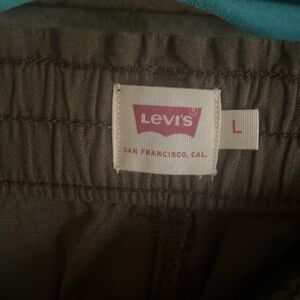 LEVI'S
®
L
SAN FRANCISCO, CAL.